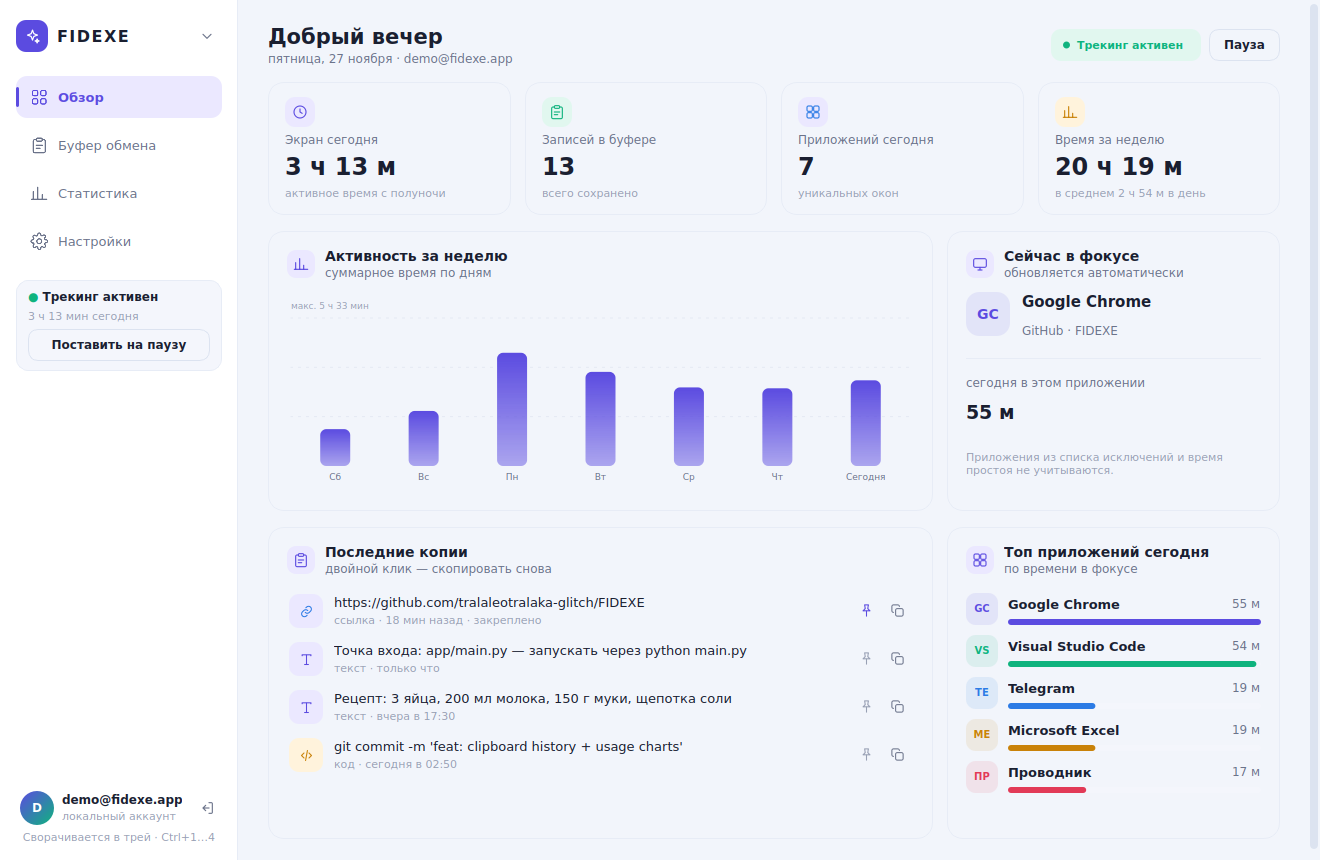 FIDEXE
Обзор
Буфер обмена
Статистика
Настройки
Трекинг активен
3 ч 13 мин сегодня
Поставить на паузу
demo@fidexe.app
D
локальный аккаунт
Сворачивается в трей · Ctrl+1…4
Добрый вечер
пятница, 27 ноября · demo@fidexe.app
Трекинг активен
Пауза
Экран сегодня
3 ч 13 м
активное время с полуночи
Записей в буфере
13
всего сохранено
Приложений сегодня
7
уникальных окон
Время за неделю
20 ч 19 м
в среднем 2 ч 54 м в день
Активность за неделю
суммарное время по дням
макс. 5 ч 33 мин
Сб Вс Пн Вт Ср Чт Сегодня
Сейчас в фокусе
обновляется автоматически
GC
Google Chrome
GitHub · FIDEXE
сегодня в этом приложении
55 м
Приложения из списка исключений и время
простоя не учитываются.
Последние копии
двойной клик — скопировать снова
https://github.com/tralaleotralaka-glitch/FIDEXE
ссылка · 18 мин назад · закреплено
Точка входа: app/main.py — запускать через python main.py
текст · только что
Рецепт: 3 яйца, 200 мл молока, 150 г муки, щепотка соли
текст · вчера в 17:30
git commit -m 'feat: clipboard history + usage charts'
код · сегодня в 02:50
Топ приложений сегодня
по времени в фокусе
GC Google Chrome 55 м
VS Visual Studio Code 54 м
TE Telegram 19 м
ME Microsoft Excel 19 м
ПР Проводник 17 м